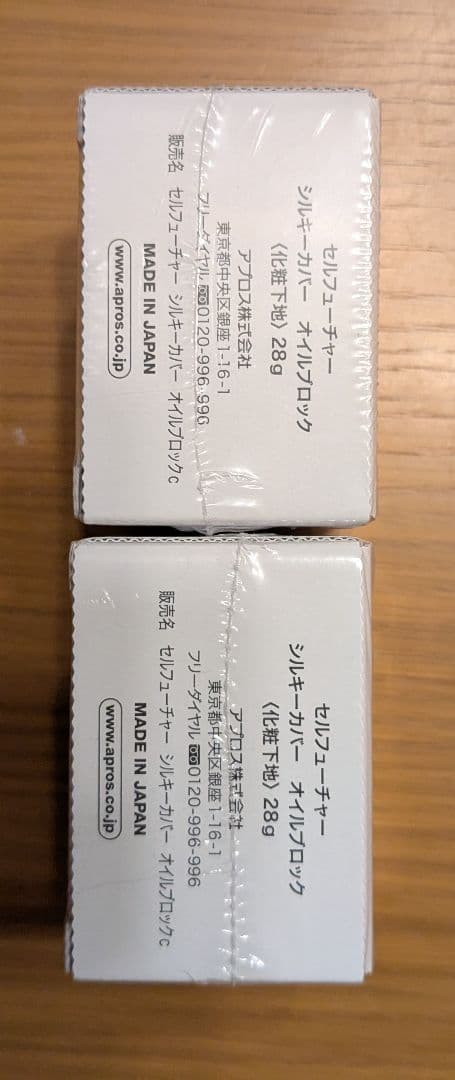 セルフューチャー
シルキーカバー オイルブロック
〈化粧下地〉28g
アプロス株式会社
東京都中央区銀座1-16-1
フリーダイヤル 0120-996-996
販売名 セルフューチャー シルキーカバー オイルブロックc
MADE IN JAPAN
www.apros.co.jp
セルフューチャー
シルキーカバー オイルブロック
〈化粧下地〉28g
アプロス株式会社
東京都中央区銀座1-16-1
フリーダイヤル 0120-996-996
販売名 セルフューチャー シルキーカバー オイルブロックc
MADE IN JAPAN
www.apros.co.jp